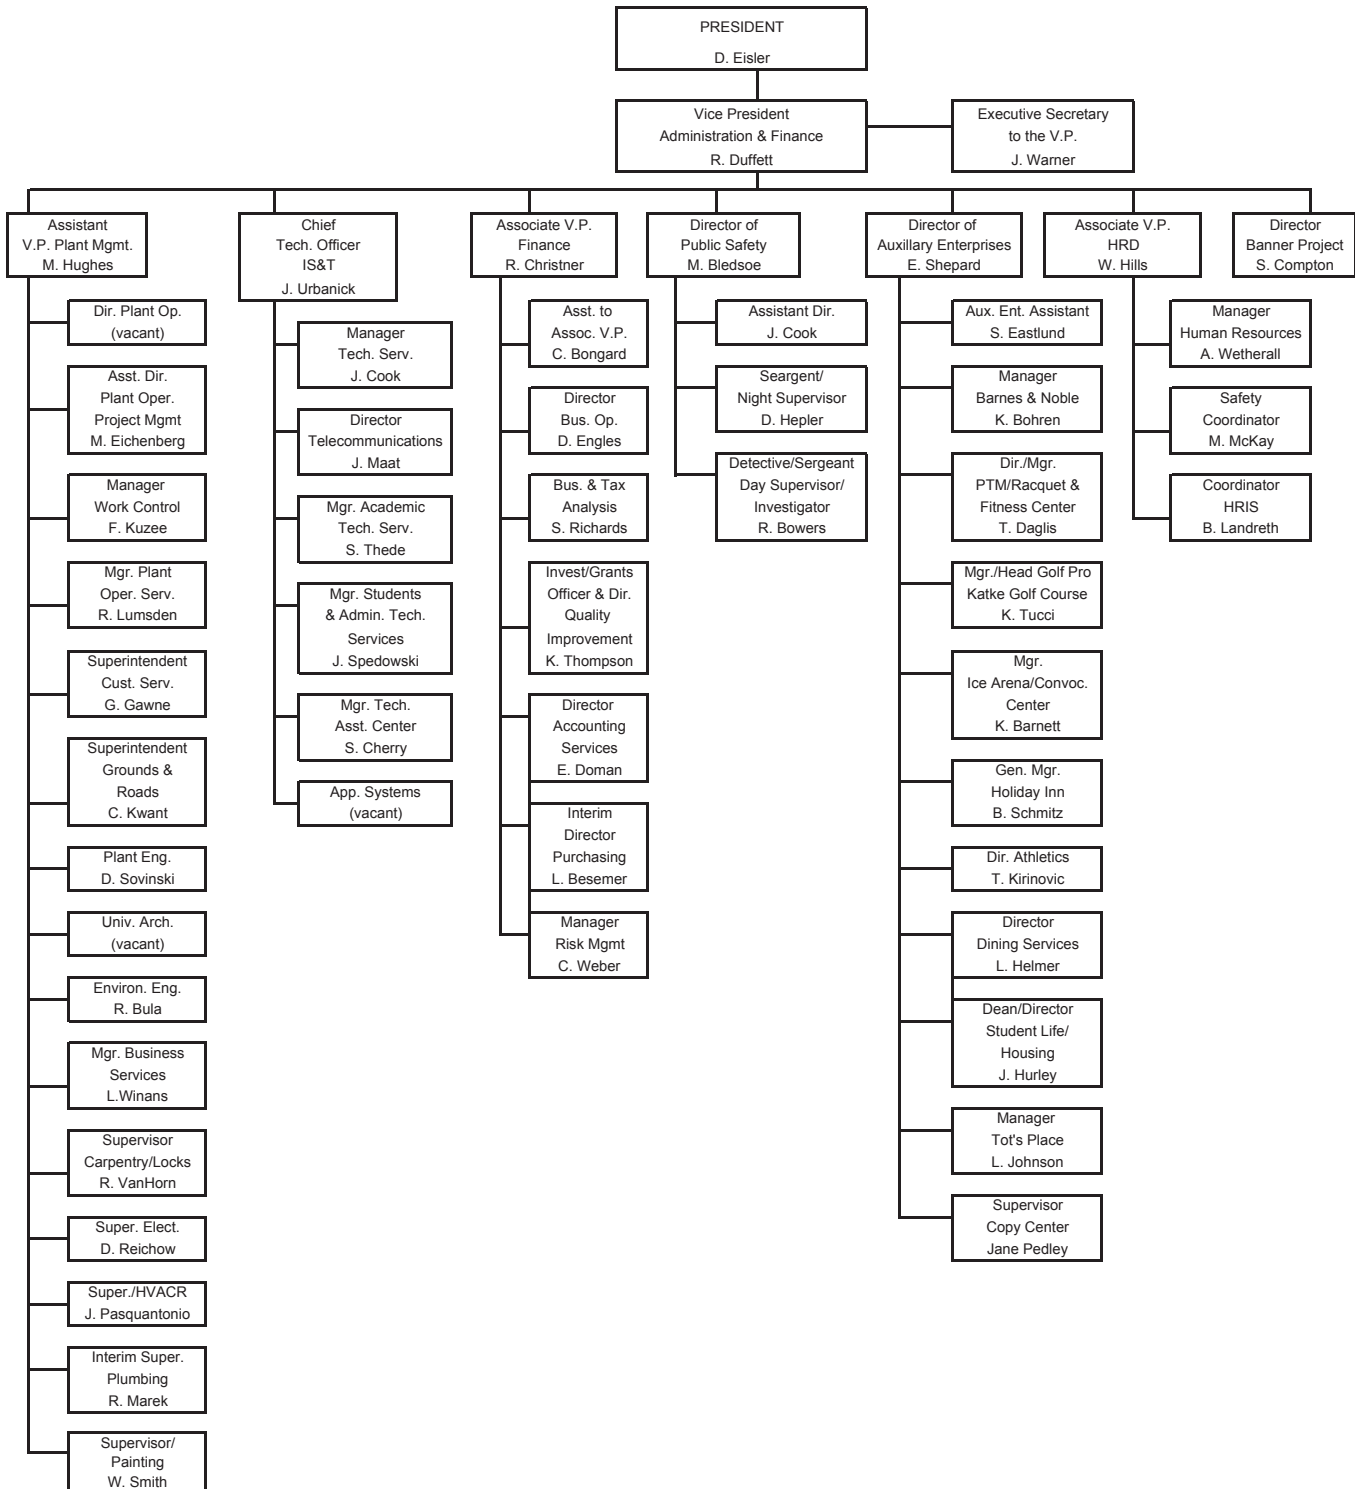 PRESIDENT
D. Eisler
Vice President
Administration & Finance
R. Duffett
Executive Secretary
to the V.P.
J. Warner
Assistant
V.P. Plant Mgmt.
M. Hughes
Dir. Plant Op.
(vacant)
Asst. Dir.
Plant Oper.
Project Mgmt
M. Eichenberg
Manager
Work Control
F. Kuzee
Mgr. Plant
Oper. Serv.
R. Lumsden
Superintendent
Cust. Serv.
G. Gawne
Superintendent
Grounds &
Roads
C. Kwant
Plant Eng.
D. Sovinski
Univ. Arch.
(vacant)
Environ. Eng.
R. Bula
Mgr. Business
Services
L.Winans
Supervisor
Carpentry/Locks
R. VanHorn
Super. Elect.
D. Reichow
Super./HVACR
J. Pasquantonio
Interim Super.
Plumbing
R. Marek
Supervisor/
Painting
W. Smith
Chief
Tech. Officer
IS&T
J. Urbanick
Manager
Tech. Serv.
J. Cook
Director
Telecommunications
J. Maat
Mgr. Academic
Tech. Serv.
S. Thede
Mgr. Students
& Admin. Tech.
Services
J. Spedowski
Mgr. Tech.
Asst. Center
S. Cherry
App. Systems
(vacant)
Associate V.P.
Finance
R. Christner
Asst. to
Assoc. V.P.
C. Bongard
Director
Bus. Op.
D. Engles
Bus. & Tax
Analysis
S. Richards
Invest/Grants
Officer & Dir.
Quality
Improvement
K. Thompson
Director
Accounting
Services
E. Doman
Interim
Director
Purchasing
L. Besemer
Manager
Risk Mgmt
C. Weber
Director of
Public Safety
M. Bledsoe
Assistant Dir.
J. Cook
Seargent/
Night Supervisor
D. Hepler
Detective/Sergeant
Day Supervisor/
Investigator
R. Bowers
Director of
Auxillary Enterprises
E. Shepard
Aux. Ent. Assistant
S. Eastlund
Manager
Barnes & Noble
K. Bohren
Dir./Mgr.
PTM/Racquet &
Fitness Center
T. Daglis
Mgr./Head Golf Pro
Katke Golf Course
K. Tucci
Mgr.
Ice Arena/Convoc.
Center
K. Barnett
Gen. Mgr.
Holiday Inn
B. Schmitz
Dir. Athletics
T. Kirinovic
Director
Dining Services
L. Helmer
Dean/Director
Student Life/
Housing
J. Hurley
Manager
Tot's Place
L. Johnson
Supervisor
Copy Center
Jane Pedley
Associate V.P.
HRD
W. Hills
Manager
Human Resources
A. Wetherall
Safety
Coordinator
M. McKay
Coordinator
HRIS
B. Landreth
Director
Banner Project
S. Compton